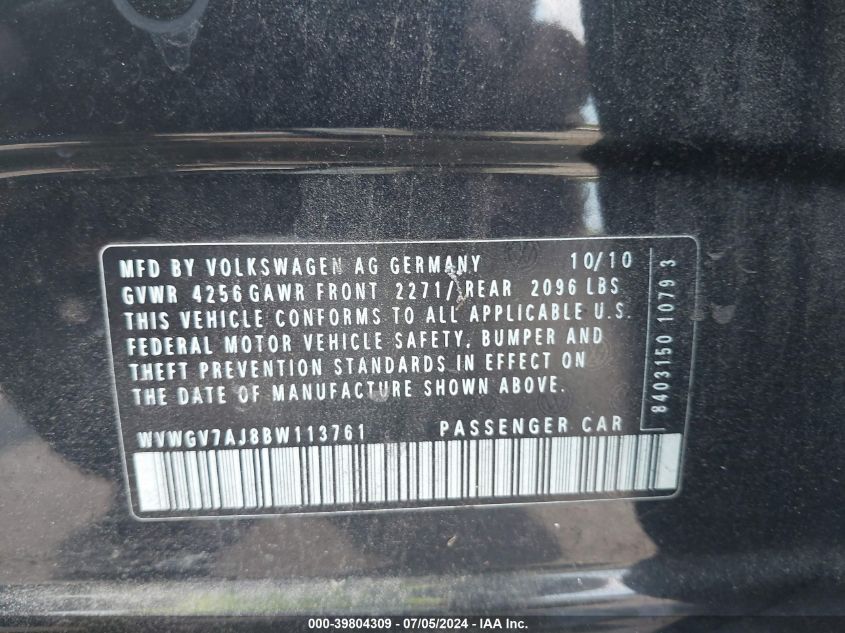 MFD BY VOLKSWAGEN AG GERMANY 10/10
GVWR 4256 GAWR FRONT 2271/ REAR 2096 LBS
THIS VEHICLE CONFORMS TO ALL APPLICABLE U.S.
FEDERAL MOTOR VEHICLE SAFETY, BUMPER AND
THEFT PREVENTION STANDARDS IN EFFECT ON
THE DATE OF MANUFACTURE SHOWN ABOVE.
WVWGV7AJ8BW113761 PASSENGER CAR
8403150 1079 3
000-39804309 - 07/05/2024 - IAA Inc.